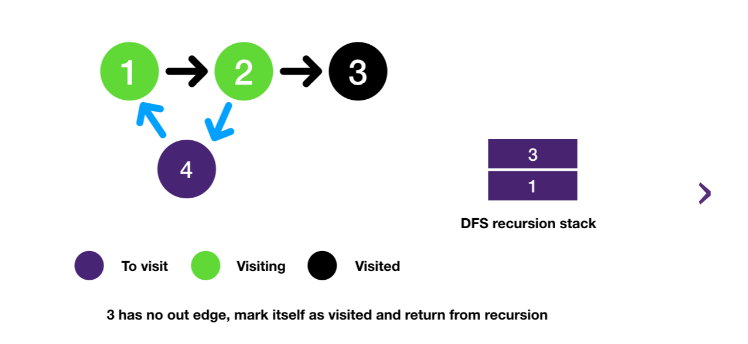 1
2
3
4
3
1
DFS recursion stack
To visit
Visiting
Visited
3 has no out edge, mark itself as visited and return from recursion